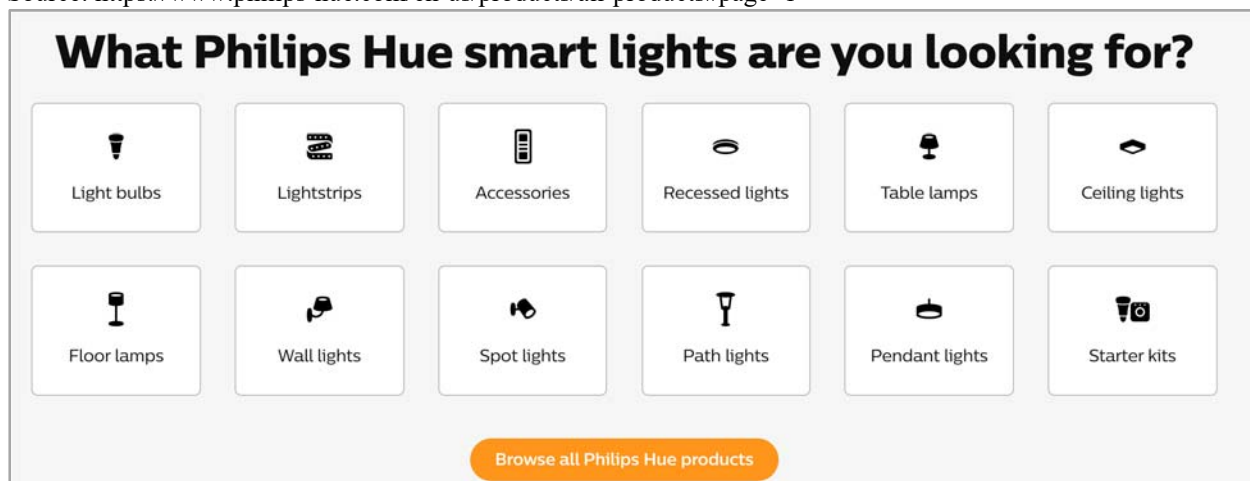 What Philips Hue smart lights are you looking for?
Light bulbs
Lightstrips
Accessories
Recessed lights
Table lamps
Ceiling lights
Floor lamps
Wall lights
Spot lights
Path lights
Pendant lights
Starter kits
Browse all Philips Hue products